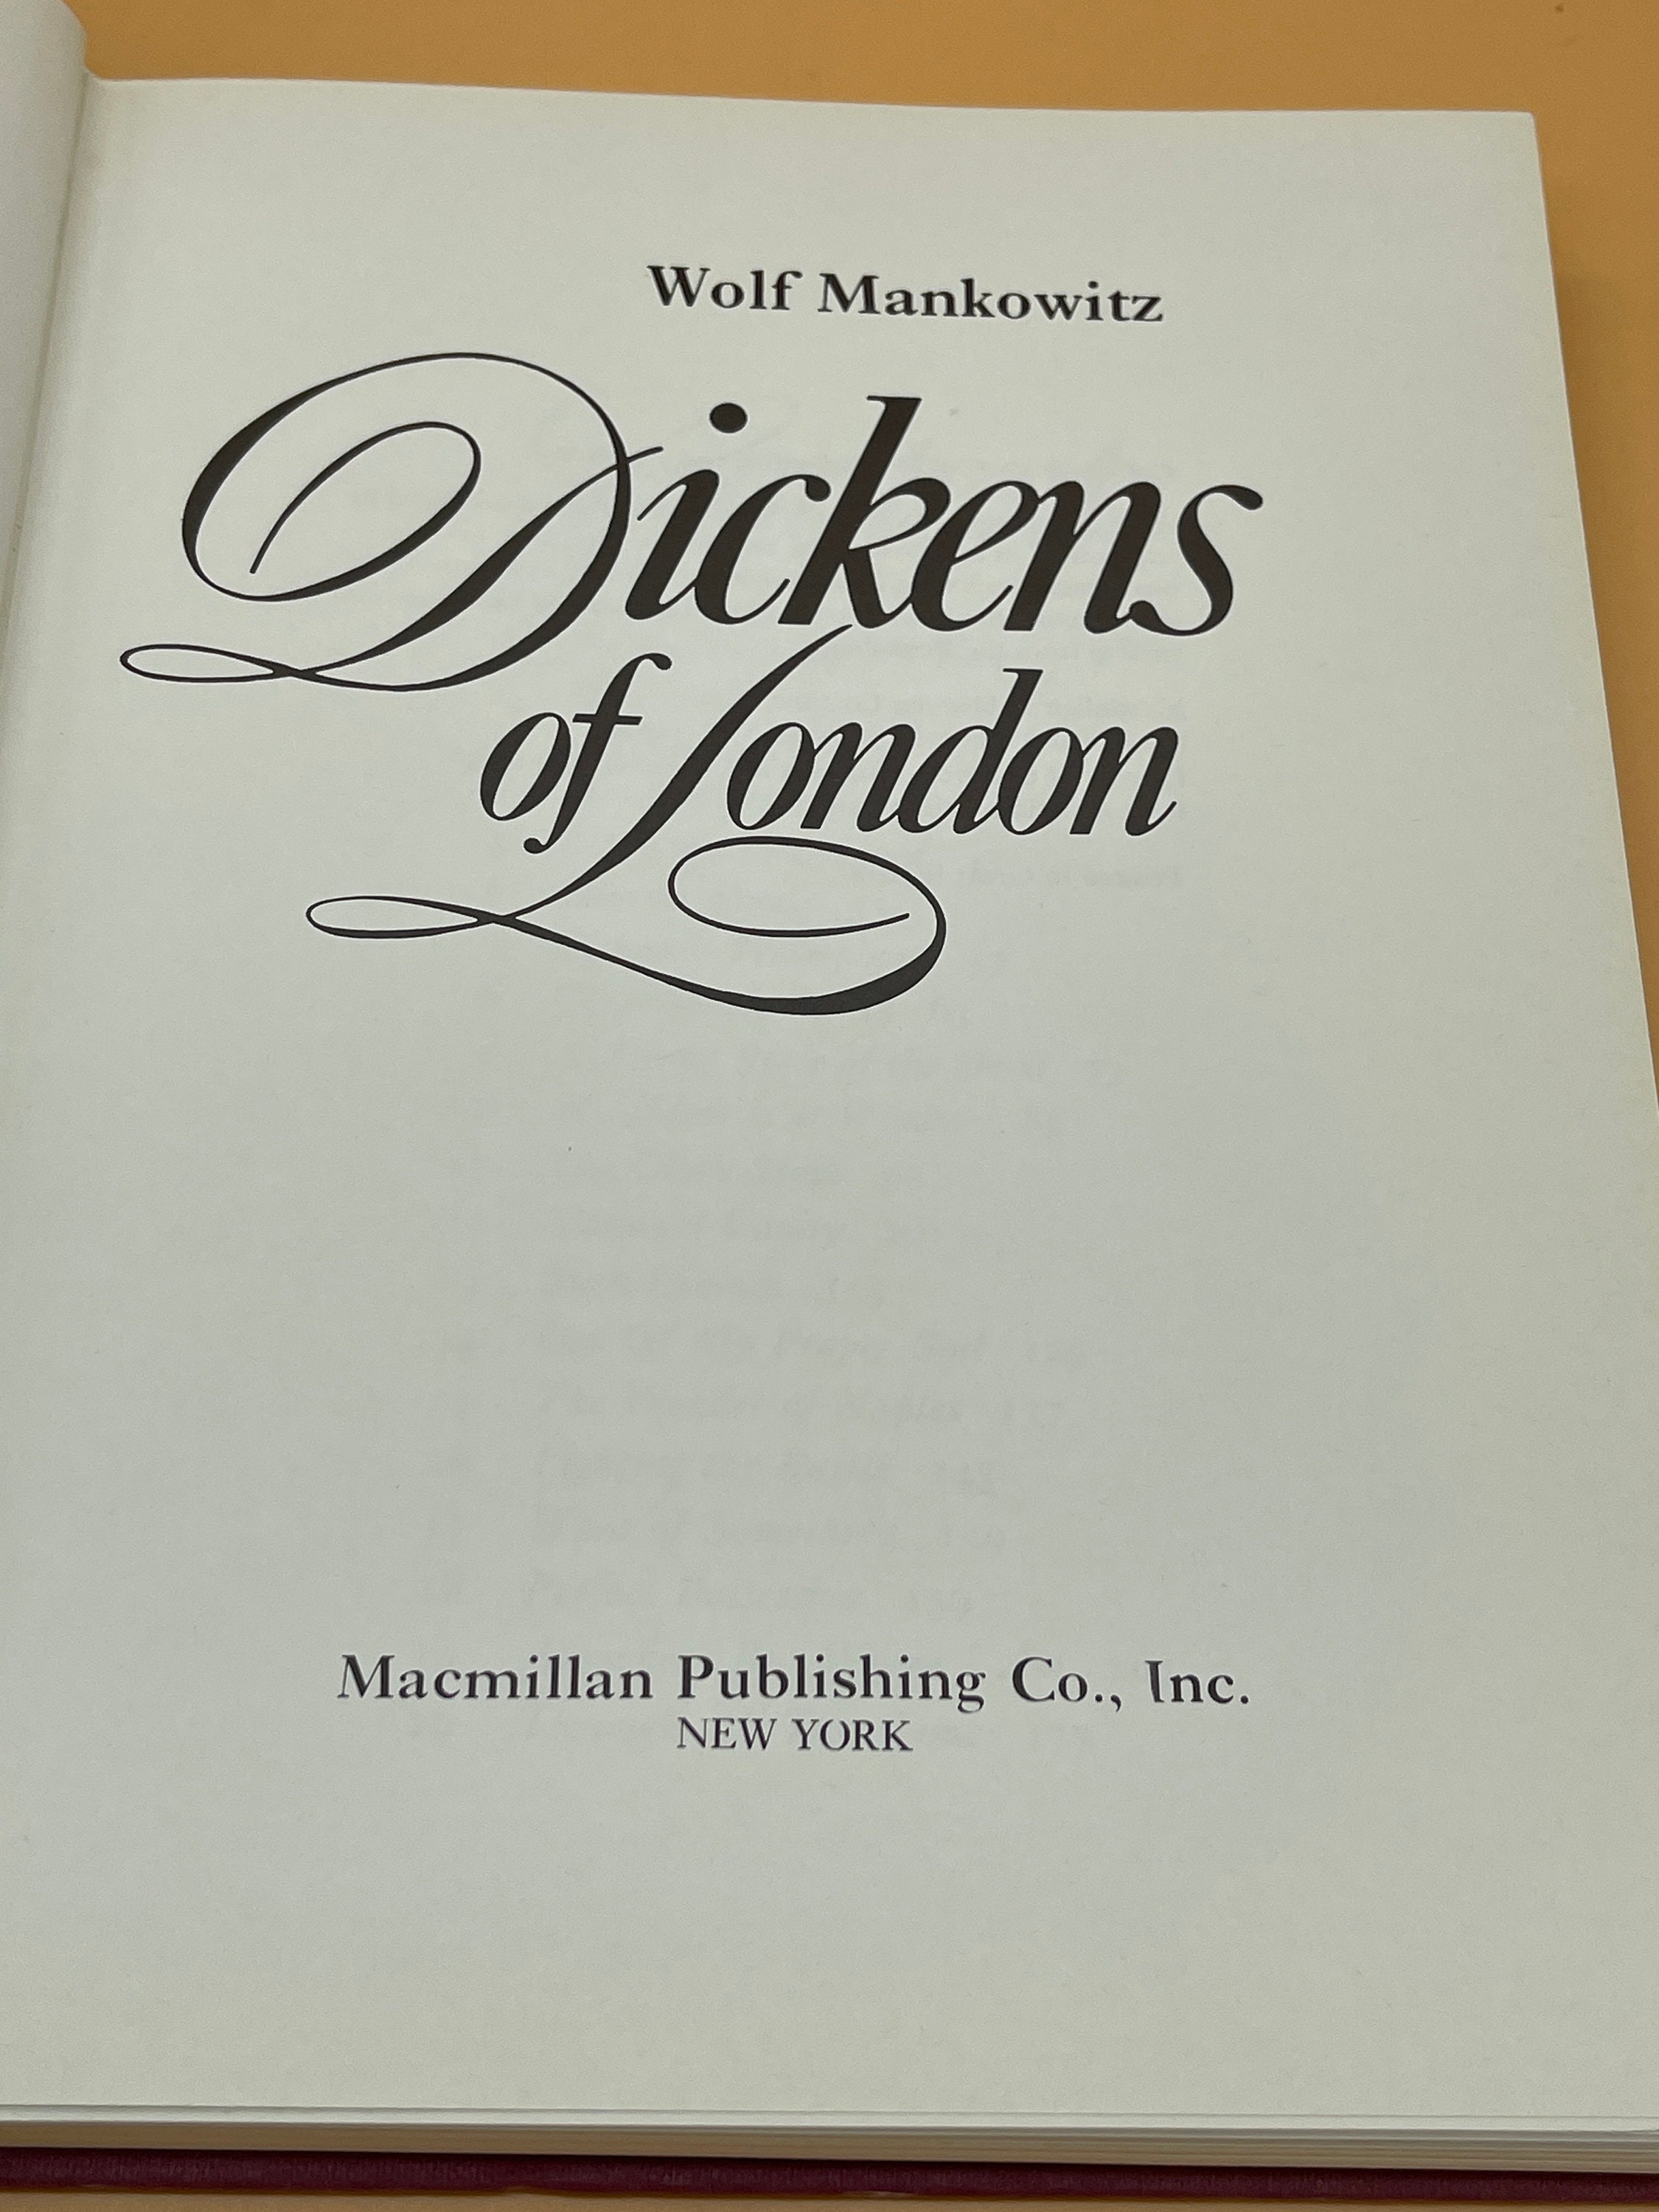 Wolf Mankowitz
Dickens
of London
Macmillan Publishing Co., Inc.
NEW YORK